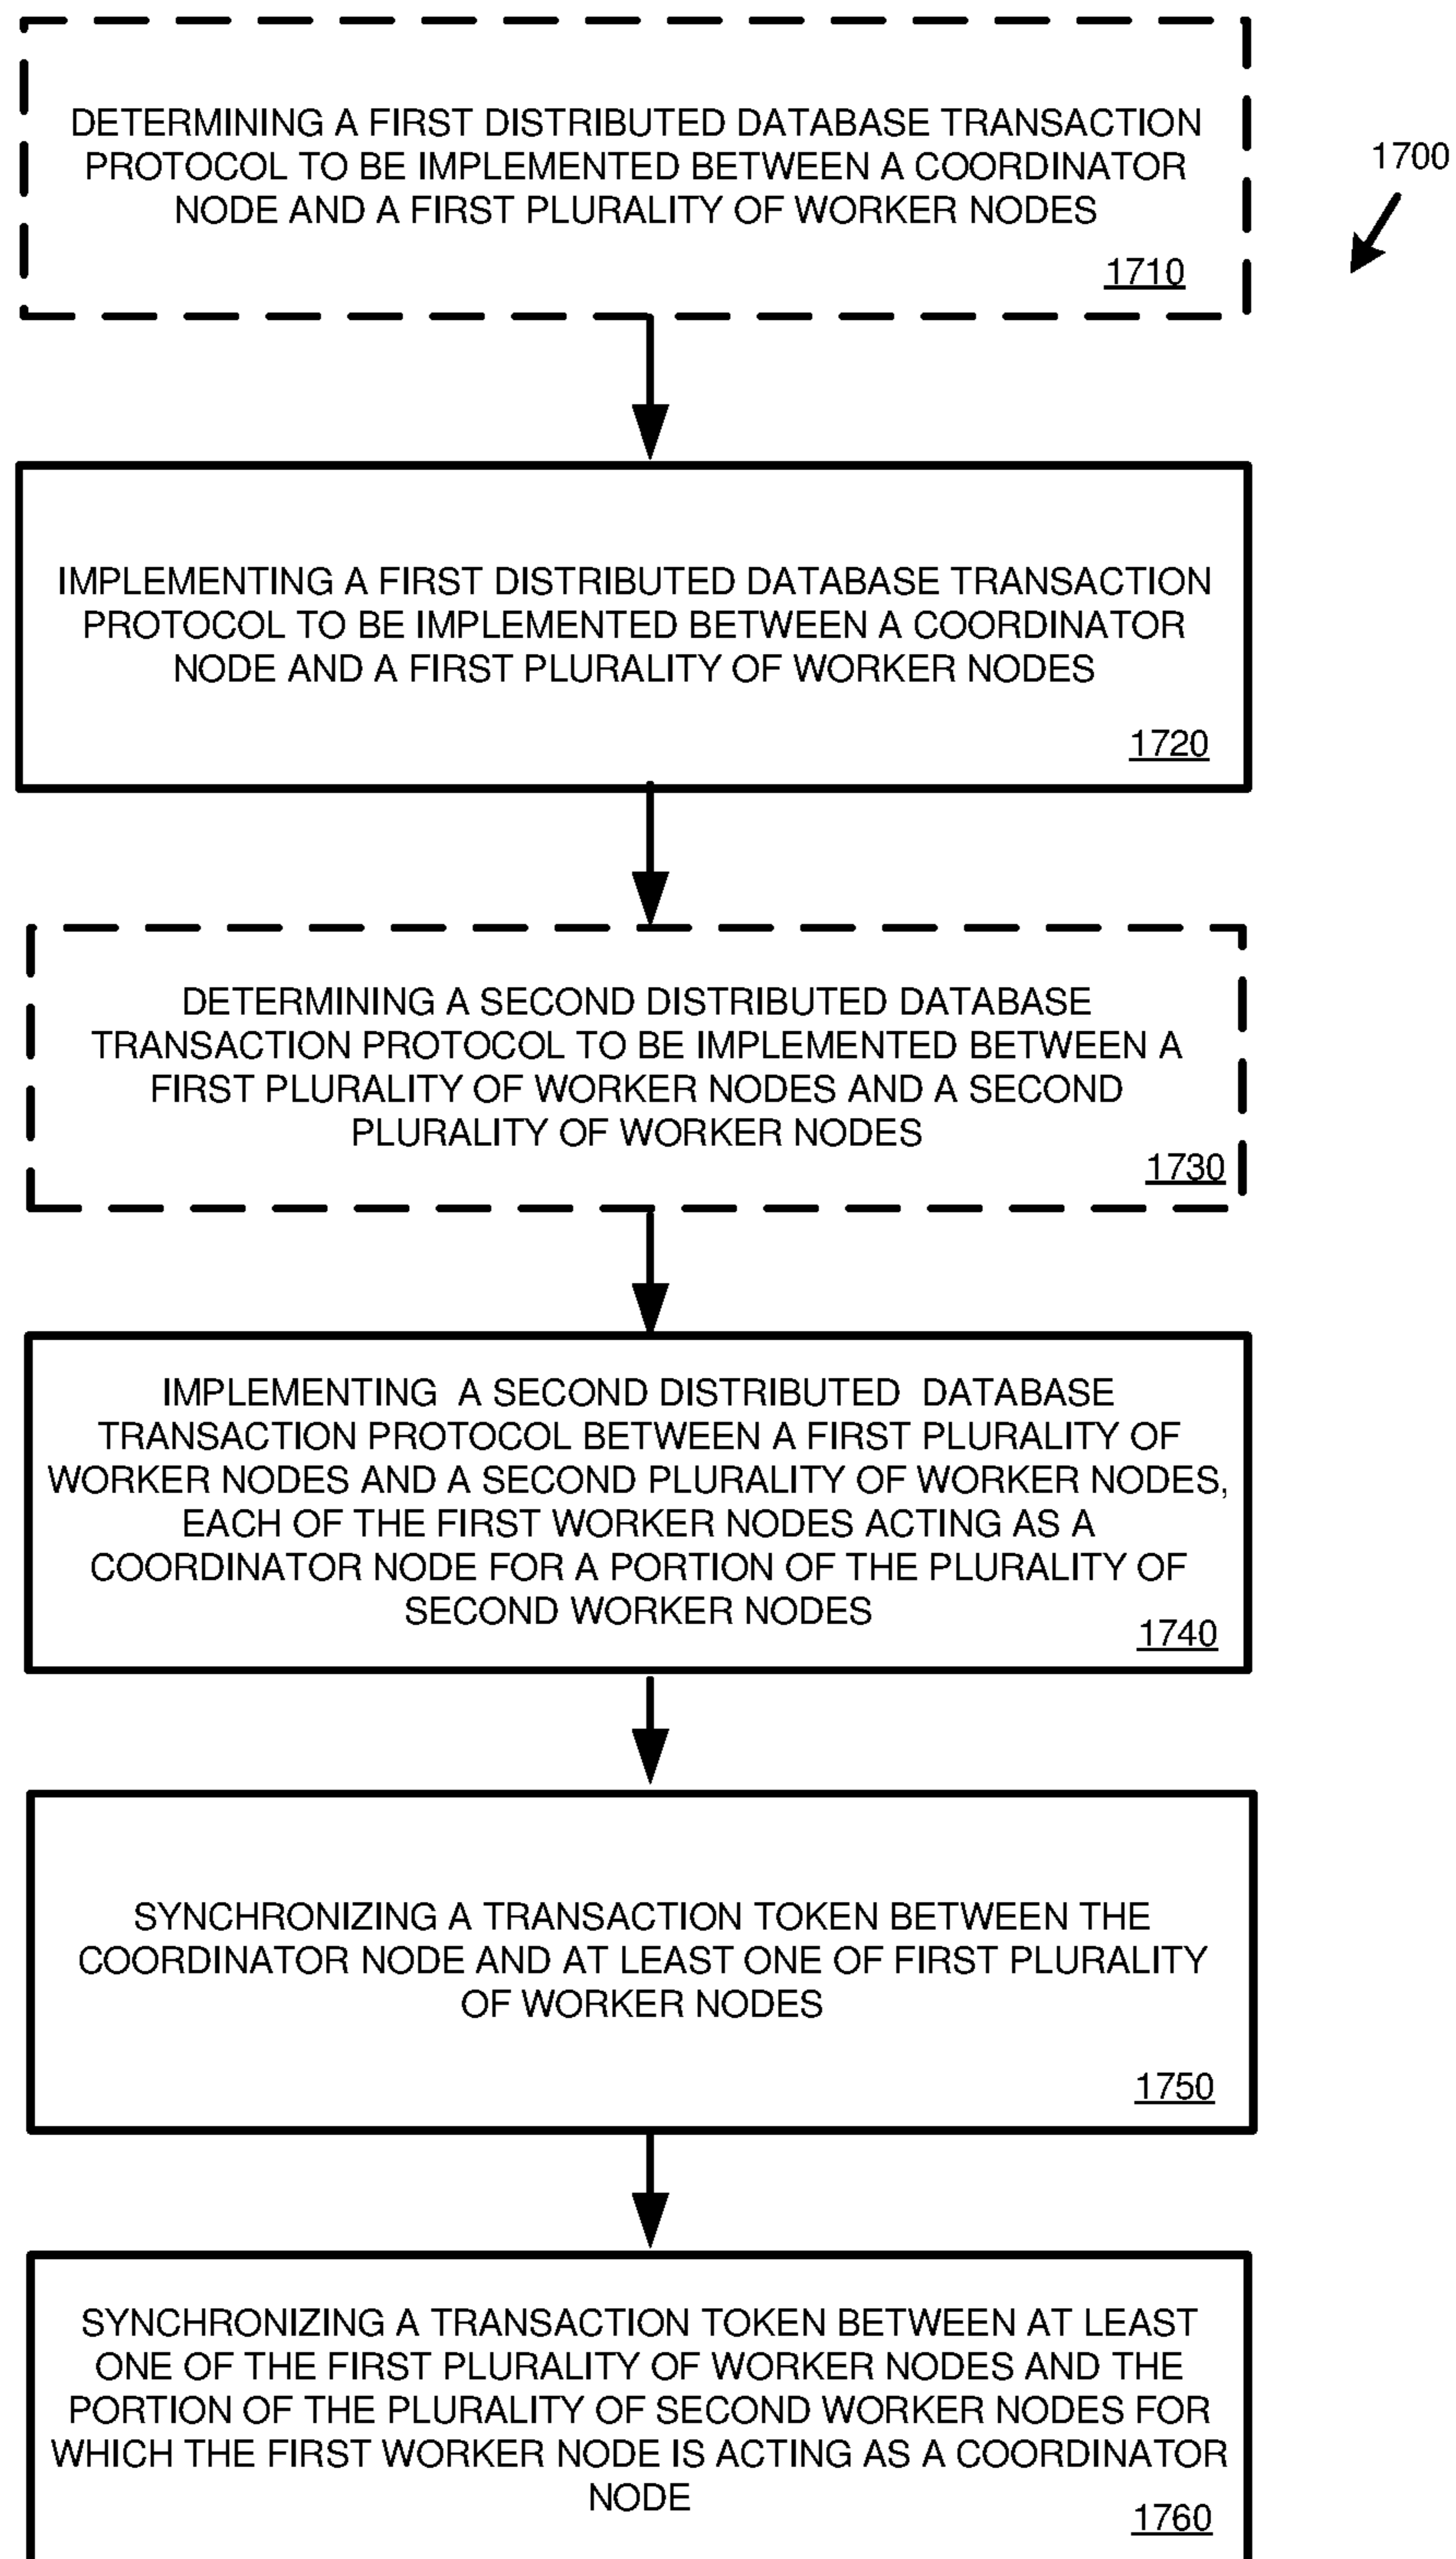 DETERMINING A FIRST DISTRIBUTED DATABASE TRANSACTION
PROTOCOL TO BE IMPLEMENTED BETWEEN A COORDINATOR
NODE AND A FIRST PLURALITY OF WORKER NODES
1710
1700
IMPLEMENTING A FIRST DISTRIBUTED DATABASE TRANSACTION
PROTOCOL TO BE IMPLEMENTED BETWEEN A COORDINATOR
NODE AND A FIRST PLURALITY OF WORKER NODES
1720
DETERMINING A SECOND DISTRIBUTED DATABASE
TRANSACTION PROTOCOL TO BE IMPLEMENTED BETWEEN A
FIRST PLURALITY OF WORKER NODES AND A SECOND
PLURALITY OF WORKER NODES
1730
IMPLEMENTING A SECOND DISTRIBUTED DATABASE
TRANSACTION PROTOCOL BETWEEN A FIRST PLURALITY OF
WORKER NODES AND A SECOND PLURALITY OF WORKER NODES,
EACH OF THE FIRST WORKER NODES ACTING AS A
COORDINATOR NODE FOR A PORTION OF THE PLURALITY OF
SECOND WORKER NODES
1740
SYNCHRONIZING A TRANSACTION TOKEN BETWEEN THE
COORDINATOR NODE AND AT LEAST ONE OF FIRST PLURALITY
OF WORKER NODES
1750
SYNCHRONIZING A TRANSACTION TOKEN BETWEEN AT LEAST
ONE OF THE FIRST PLURALITY OF WORKER NODES AND THE
PORTION OF THE PLURALITY OF SECOND WORKER NODES FOR
WHICH THE FIRST WORKER NODE IS ACTING AS A COORDINATOR
NODE
1760